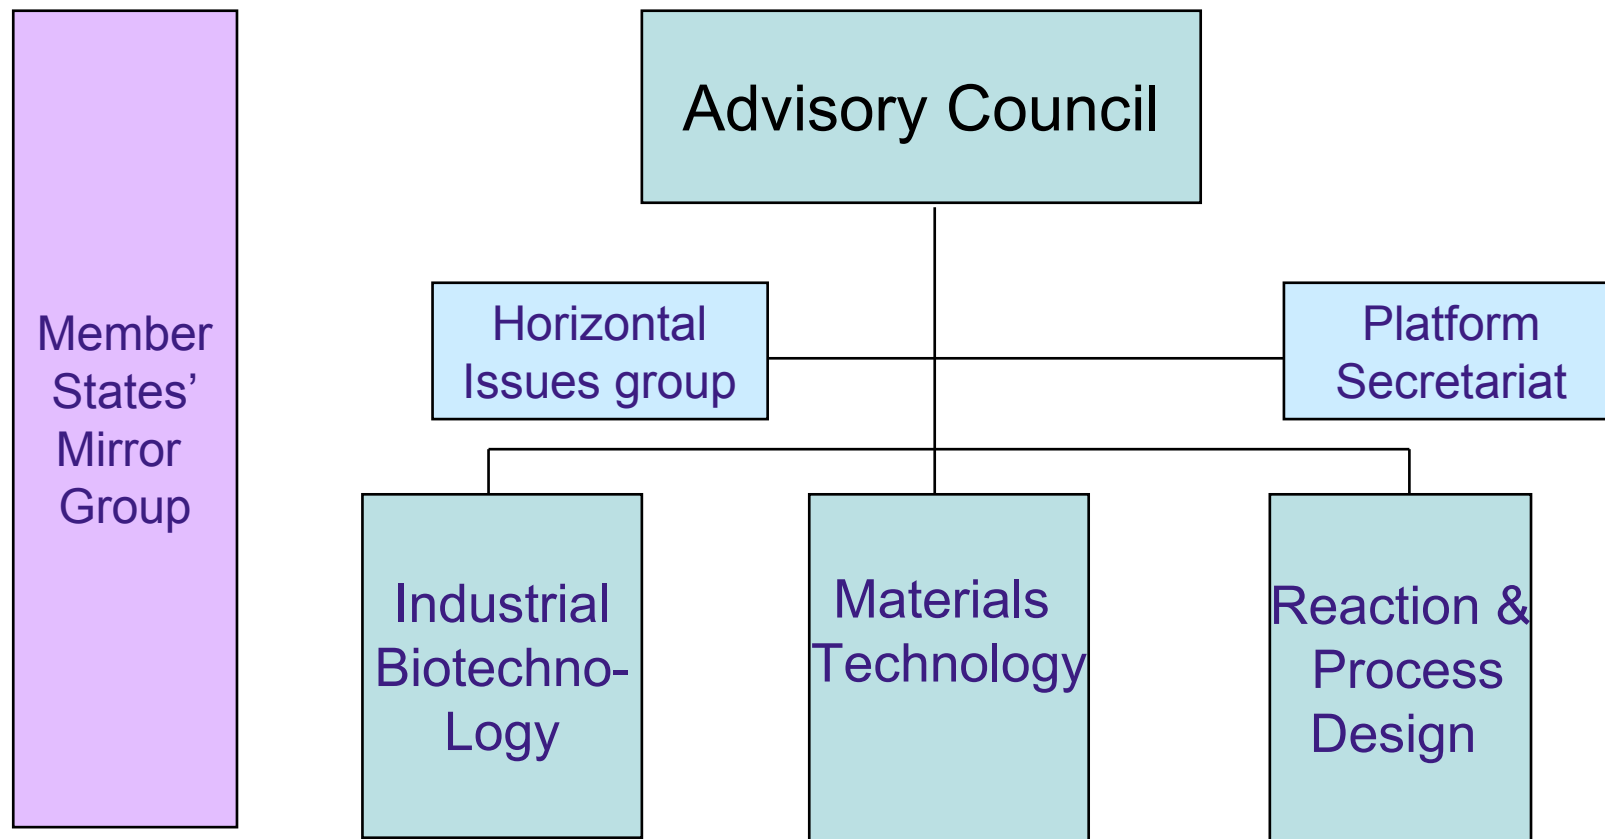 Advisory Council
Member
States’
Mirror
Group
Horizontal
Issues group
Platform
Secretariat
Industrial
Biotechno-
Logy
Materials
Technology
Reaction &
Process
Design